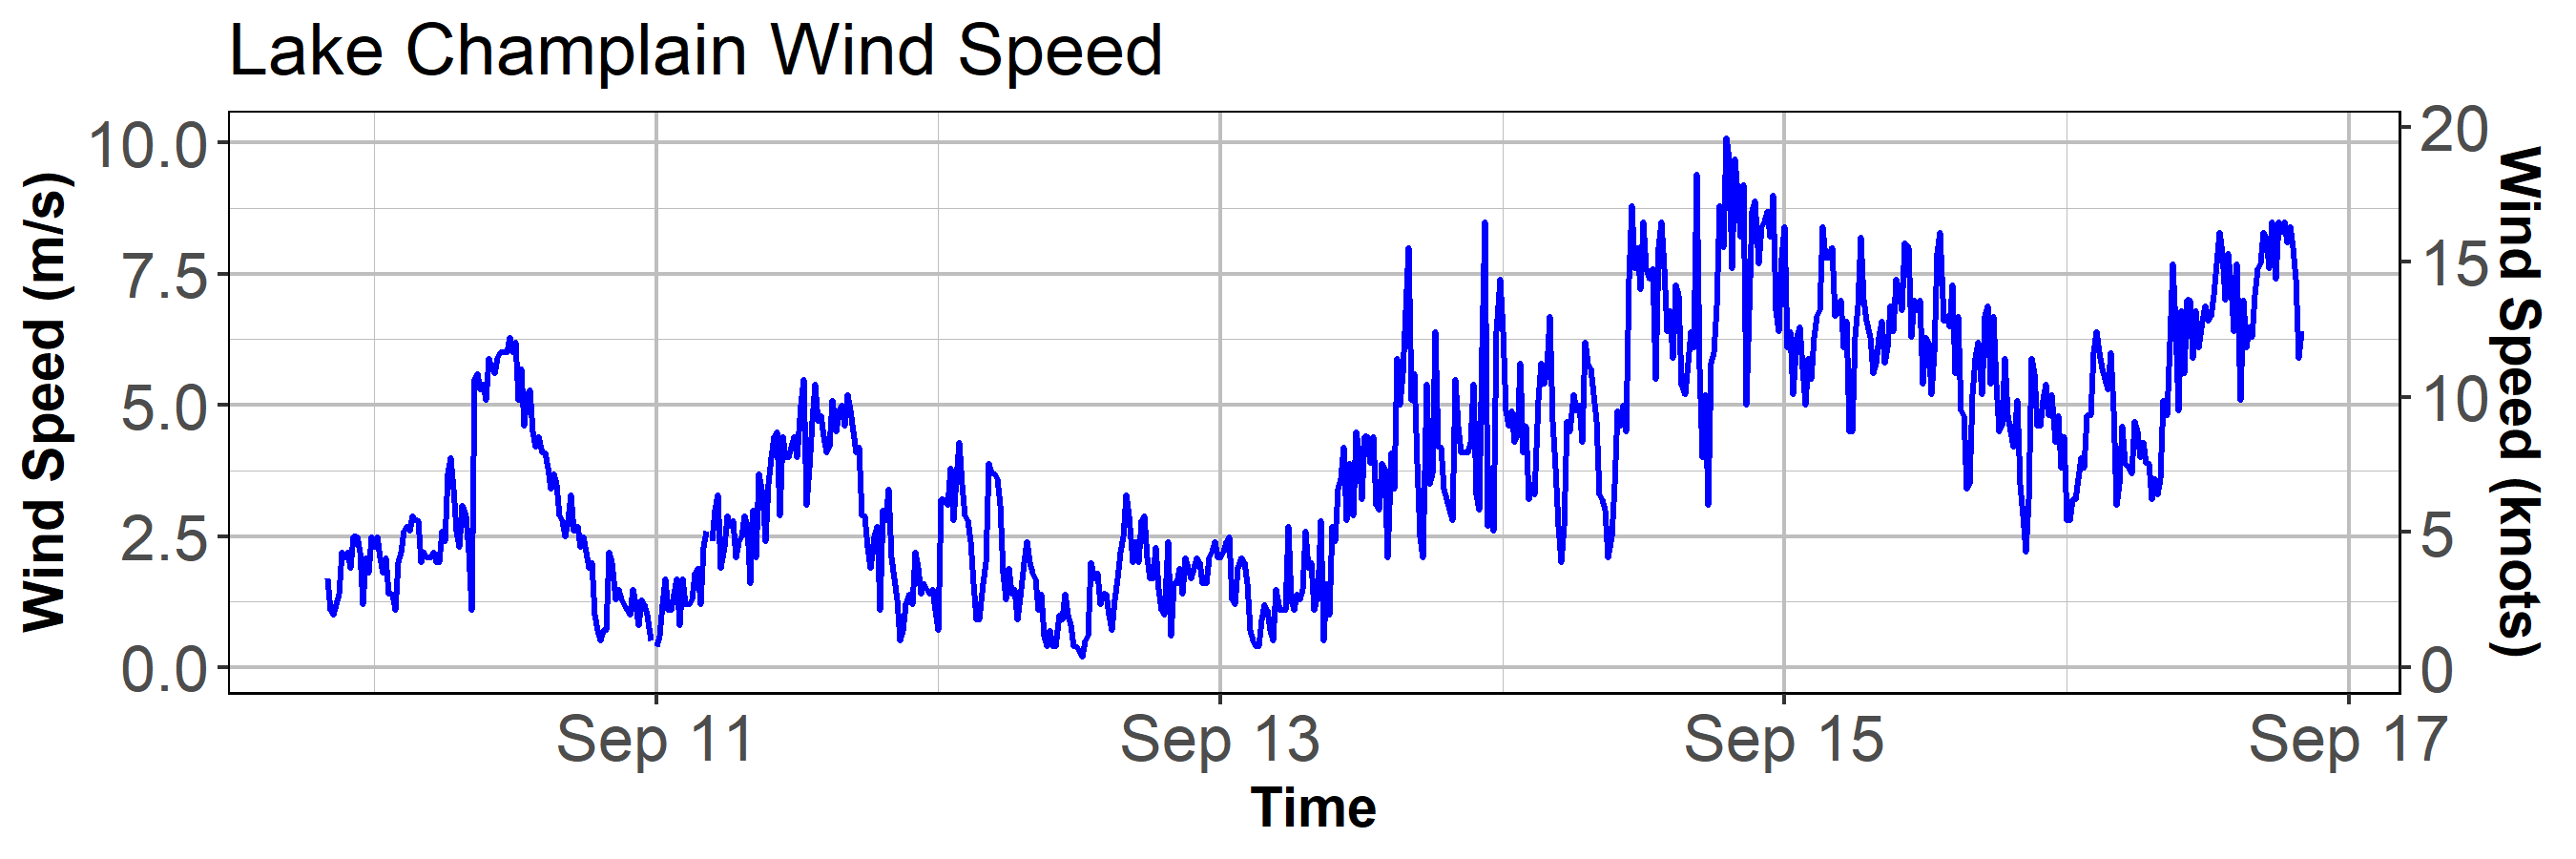 Lake Champlain Wind Speed
Wind Speed (m/s)
10.0
7.5
5.0
2.5
0.0
20
15
10
5
0
Wind Speed (knots)
Sep 11 Sep 13 Sep 15 Sep 17
Time